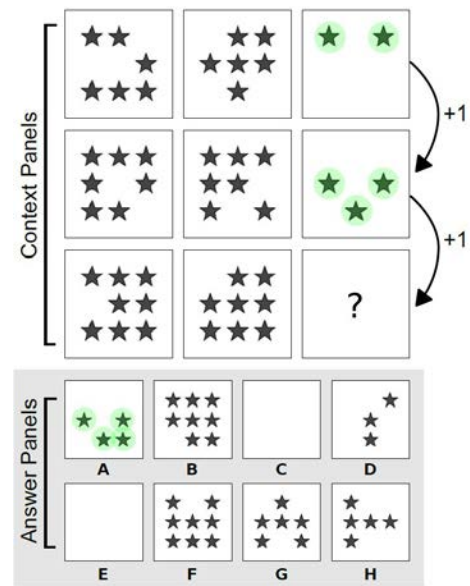 Context Panels
+1
+1
?
Answer Panels
A B C D
E F G H